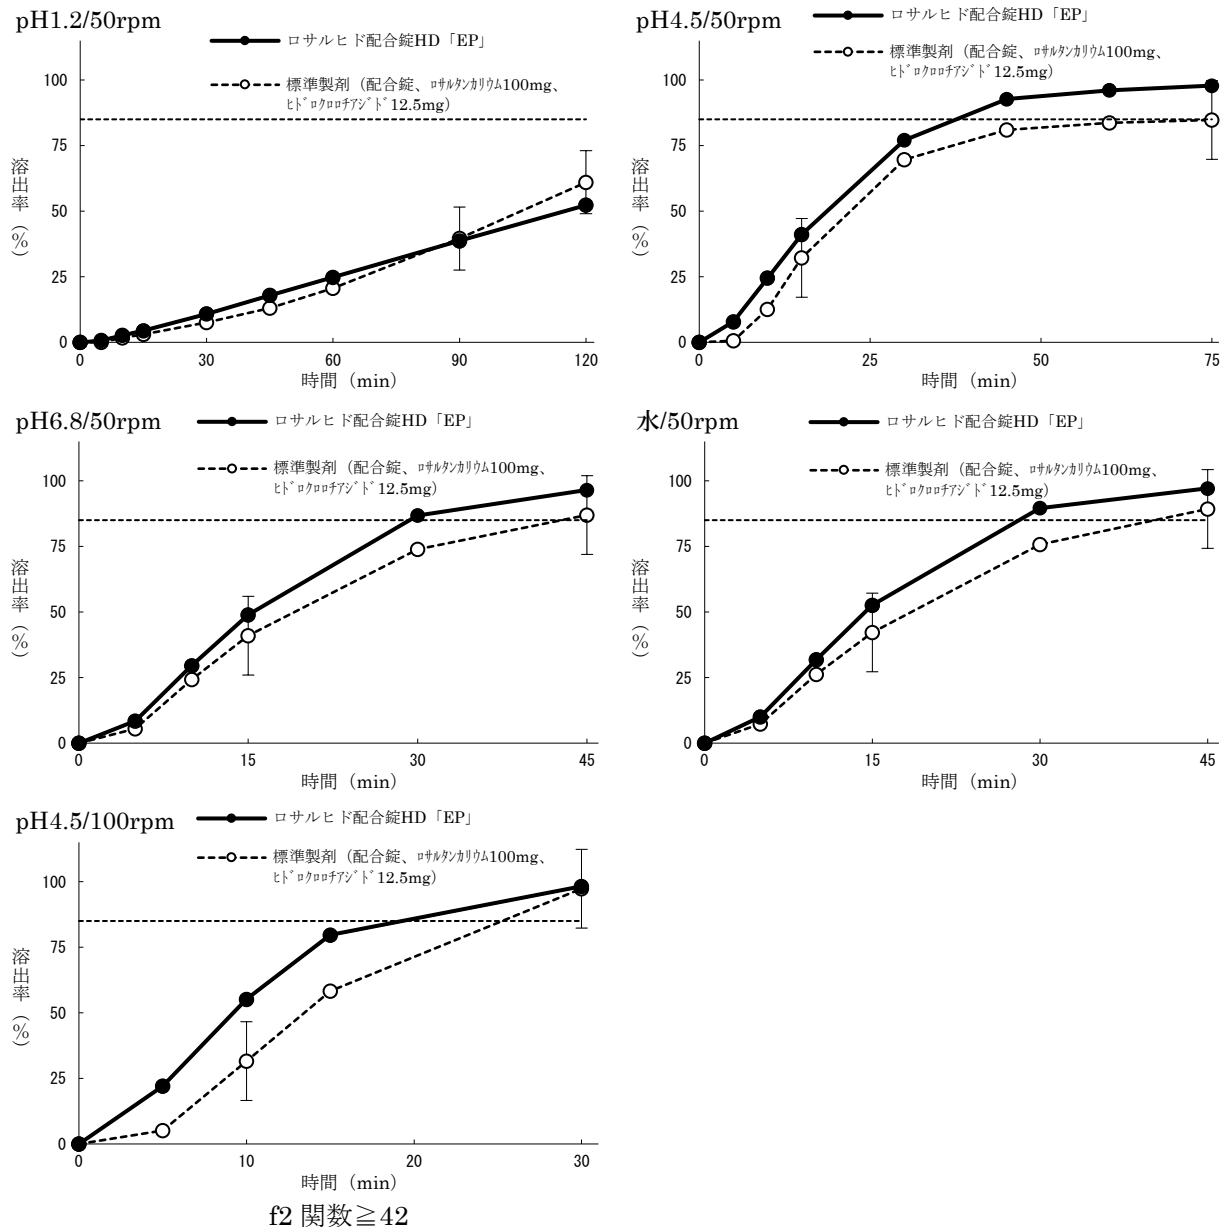 pH1.2/50rpm
ロサルヒド配合錠HD「EP」
標準製剤（配合錠、ﾛｻﾙﾀﾝｶﾘｳﾑ100mg、
ﾋﾄﾞﾛｸﾛﾛﾁｱｼﾞﾄﾞ12.5mg）
溶出率（%）
100
75
50
25
0
0 30 60 90 120
時間（min）
pH4.5/50rpm
ロサルヒド配合錠HD「EP」
標準製剤（配合錠、ﾛｻﾙﾀﾝｶﾘｳﾑ100mg、
ﾋﾄﾞﾛｸﾛﾛﾁｱｼﾞﾄﾞ12.5mg）
溶出率（%）
100
75
50
25
0
0 25 50 75
時間（min）
pH6.8/50rpm
ロサルヒド配合錠HD「EP」
標準製剤（配合錠、ﾛｻﾙﾀﾝｶﾘｳﾑ100mg、
ﾋﾄﾞﾛｸﾛﾛﾁｱｼﾞﾄﾞ12.5mg）
溶出率（%）
100
75
50
25
0
0 15 30 45
時間（min）
水/50rpm
ロサルヒド配合錠HD「EP」
標準製剤（配合錠、ﾛｻﾙﾀﾝｶﾘｳﾑ100mg、
ﾋﾄﾞﾛｸﾛﾛﾁｱｼﾞﾄﾞ12.5mg）
溶出率（%）
100
75
50
25
0
0 15 30 45
時間（min）
pH4.5/100rpm
ロサルヒド配合錠HD「EP」
標準製剤（配合錠、ﾛｻﾙﾀﾝｶﾘｳﾑ100mg、
ﾋﾄﾞﾛｸﾛﾛﾁｱｼﾞﾄﾞ12.5mg）
溶出率（%）
100
75
50
25
0
0 10 20 30
時間（min）
f2 関数≧42